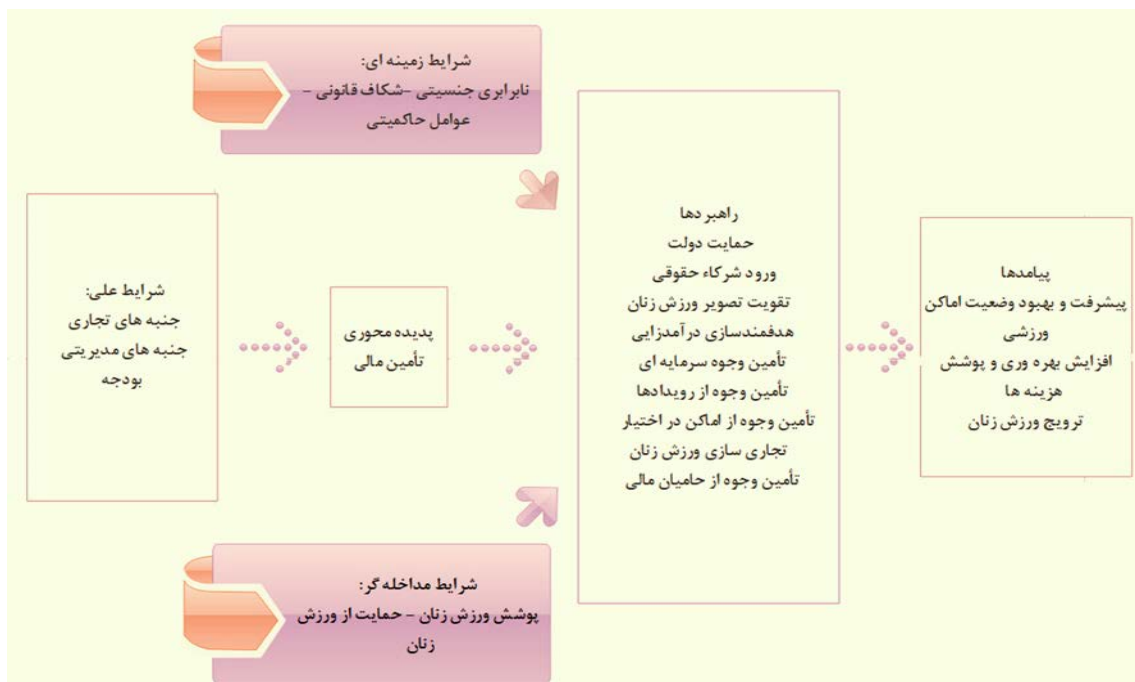 شرایط زمینه ای:
نابرابری جنسیتی -شکاف قانونی -
عوامل حاکمیتی
شرایط علی:
جنبه های تجاری
جنبه های مدیریتی
بودجه
پدیده محوری
تأمین مالی
راهبردها
حمایت دولت
ورود شرکاء حقوقی
تقویت تصویر ورزش زنان
هدفمندسازی درآمدزایی
تأمین وجوه سرمایه ای
تأمین وجوه از رویدادها
تأمین وجوه از اماکن در اختیار
تجاری سازی ورزش زنان
تأمین وجوه از حامیان مالی
پیامدها
پیشرفت و بهبود وضعیت اماکن
ورزشی
افزایش بهره وری و پوشش
هزینه ها
ترویج ورزش زنان
شرایط مداخله گر:
پوشش ورزش زنان - حمایت از ورزش
زنان